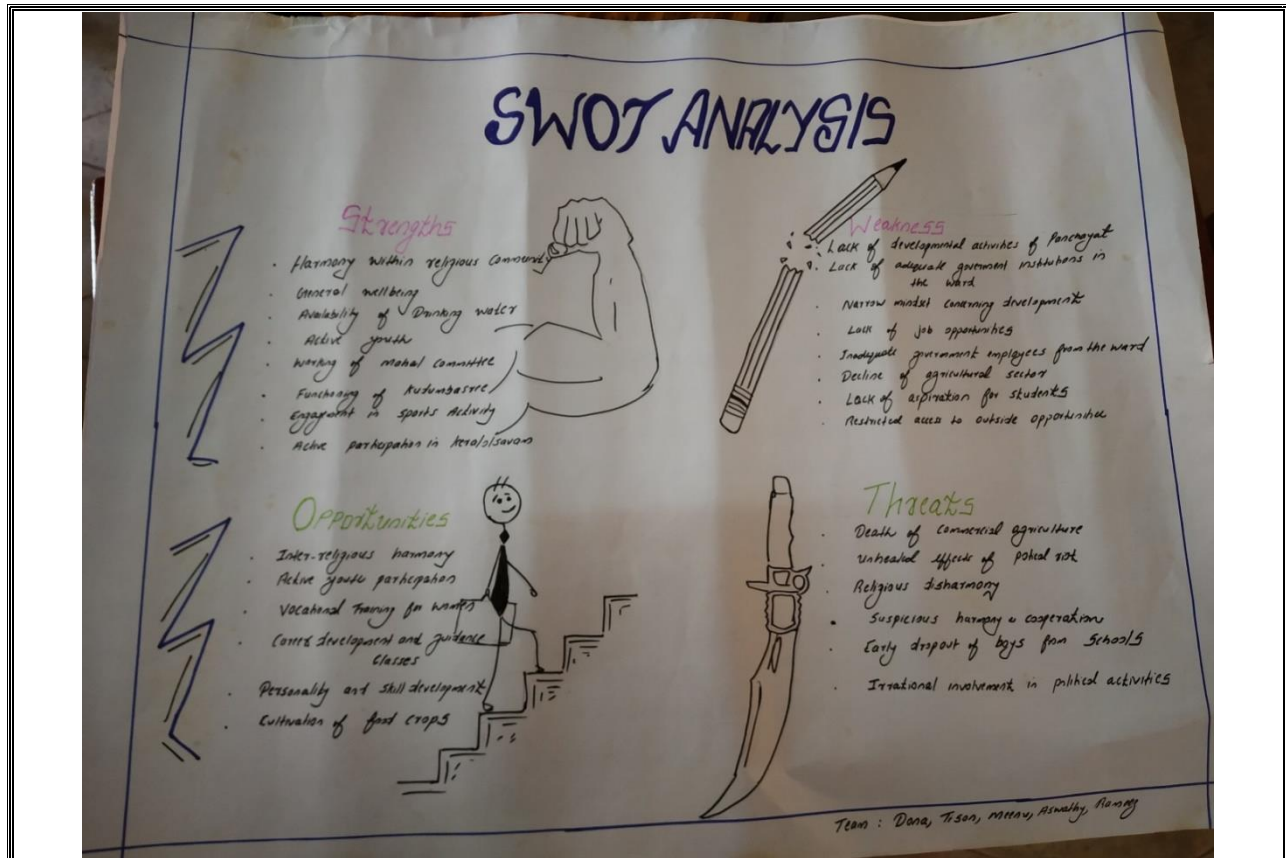 SWOT ANALYSIS
Strengths
. Harmony within religious Community
. General wellbeing
. Availability of Drinking water
. Active youth
. Working of mahal committee
. Functioning of Kudumbasree
. Engagement in sports Activity
. Active participation in keralolsavam
Weakness
. Lack of developmental activities of Panchayat
. Lack of adequate goverment institutions in
the ward
. Narrow mindset concerning development
. Lack of job opportunities
. Inadequate government employees from the ward
. Decline of agricultural sector
. Lack of aspiration for students
. Restricted access to outside opportunities
Opportunities
. Inter-religious harmony
. Active youth participation
. Vocational Training for women
. Career development and guidance
Classes
. Personality and skill development
. Cultivation of food crops
Threats
. Death of commercial agriculture
. Unhealed effects of political
. Religious disharmony
. Suspicious harmony & cooperation
. Early dropout of boys from Schools
. Irrational involvement in political activities
Team : Dona, Tison, Meenu, Aswathy, Ramees